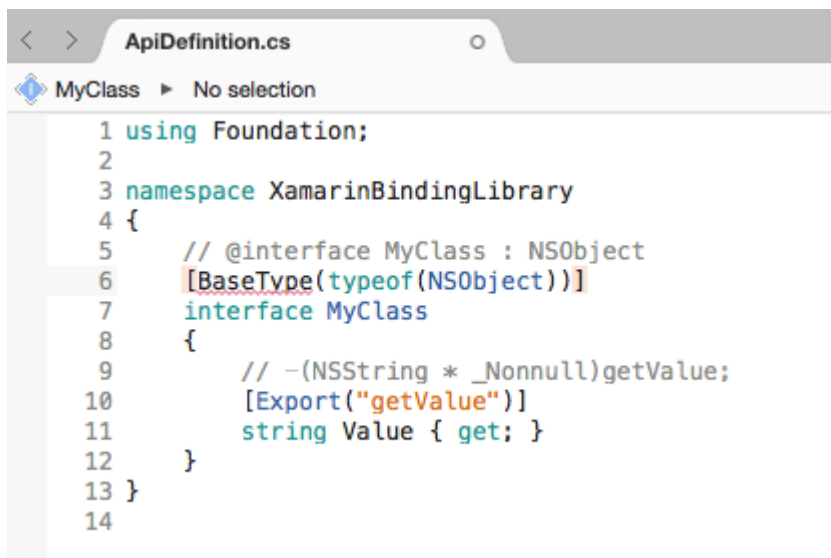 < > ApiDefinition.cs
MyClass ▶ No selection
1 using Foundation;
2
3 namespace XamarinBindingLibrary
4 {
5     // @interface MyClass : NSObject
6     [BaseType(typeof(NSObject))]
7     interface MyClass
8     {
9         // -(NSString * _Nonnull)getValue;
10         [Export("getValue")]
11         string Value { get; }
12     }
13 }
14